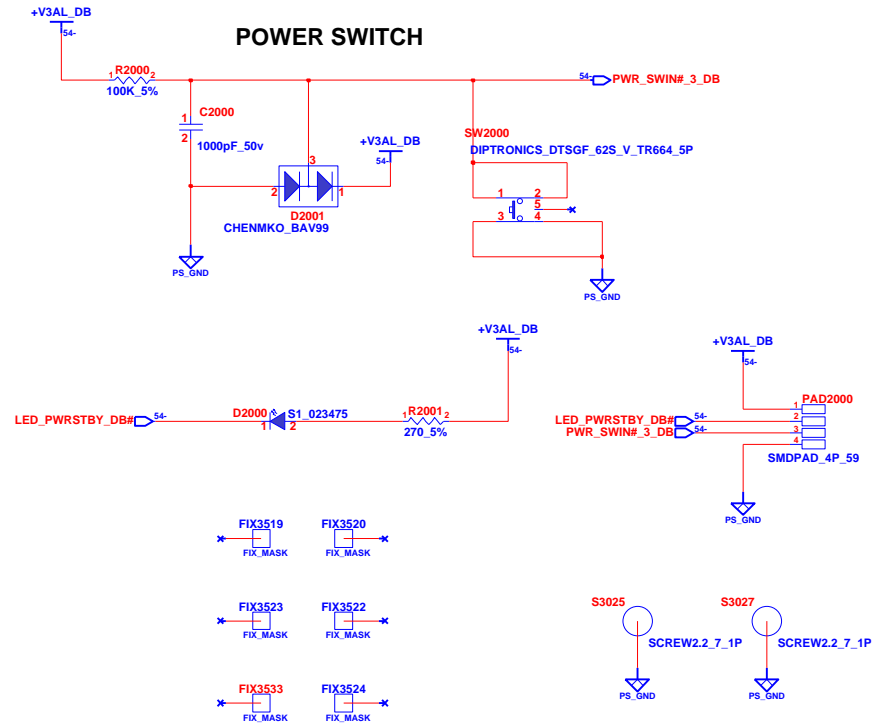 +V3AL_DB
54-
POWER SWITCH
R2000
1 2
100K_5%
54- PWR_SWIN#_3_DB
C2000
1
2
1000pF_50v
+V3AL_DB
54-
SW2000
DIPTRONICS_DTSGF_62S_V_TR664_5P
3
2 1
D2001
CHENMKO_BAV99
1 2
5
3 4
PS_GND
PS_GND
+V3AL_DB
54-
+V3AL_DB
54-
LED_PWRSTBY_DB# 54-
D2000 S1_023475
1 2
R2001
1 2
270_5%
PAD2000
1
LED_PWRSTBY_DB# 54- 2
PWR_SWIN#_3_DB 54- 3
4
SMDPAD_4P_59
PS_GND
FIX3519 FIX3520
FIX_MASK FIX_MASK
FIX3523 FIX3522
FIX_MASK FIX_MASK
FIX3533 FIX3524
FIX_MASK FIX_MASK
S3025 S3027
SCREW2.2_7_1P SCREW2.2_7_1P
PS_GND PS_GND